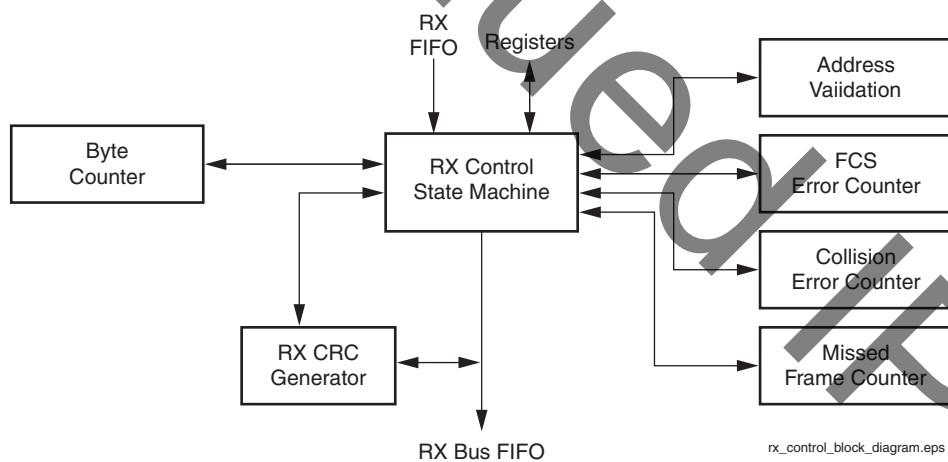 RX
FIFO
Registers
Address
Vaiidation
Byte
Counter
RX Control
State Machine
FCS
Error Counter
Collision
Error Counter
RX CRC
Generator
Missed
Frame Counter
RX Bus FIFO
rx_control_block_diagram.eps